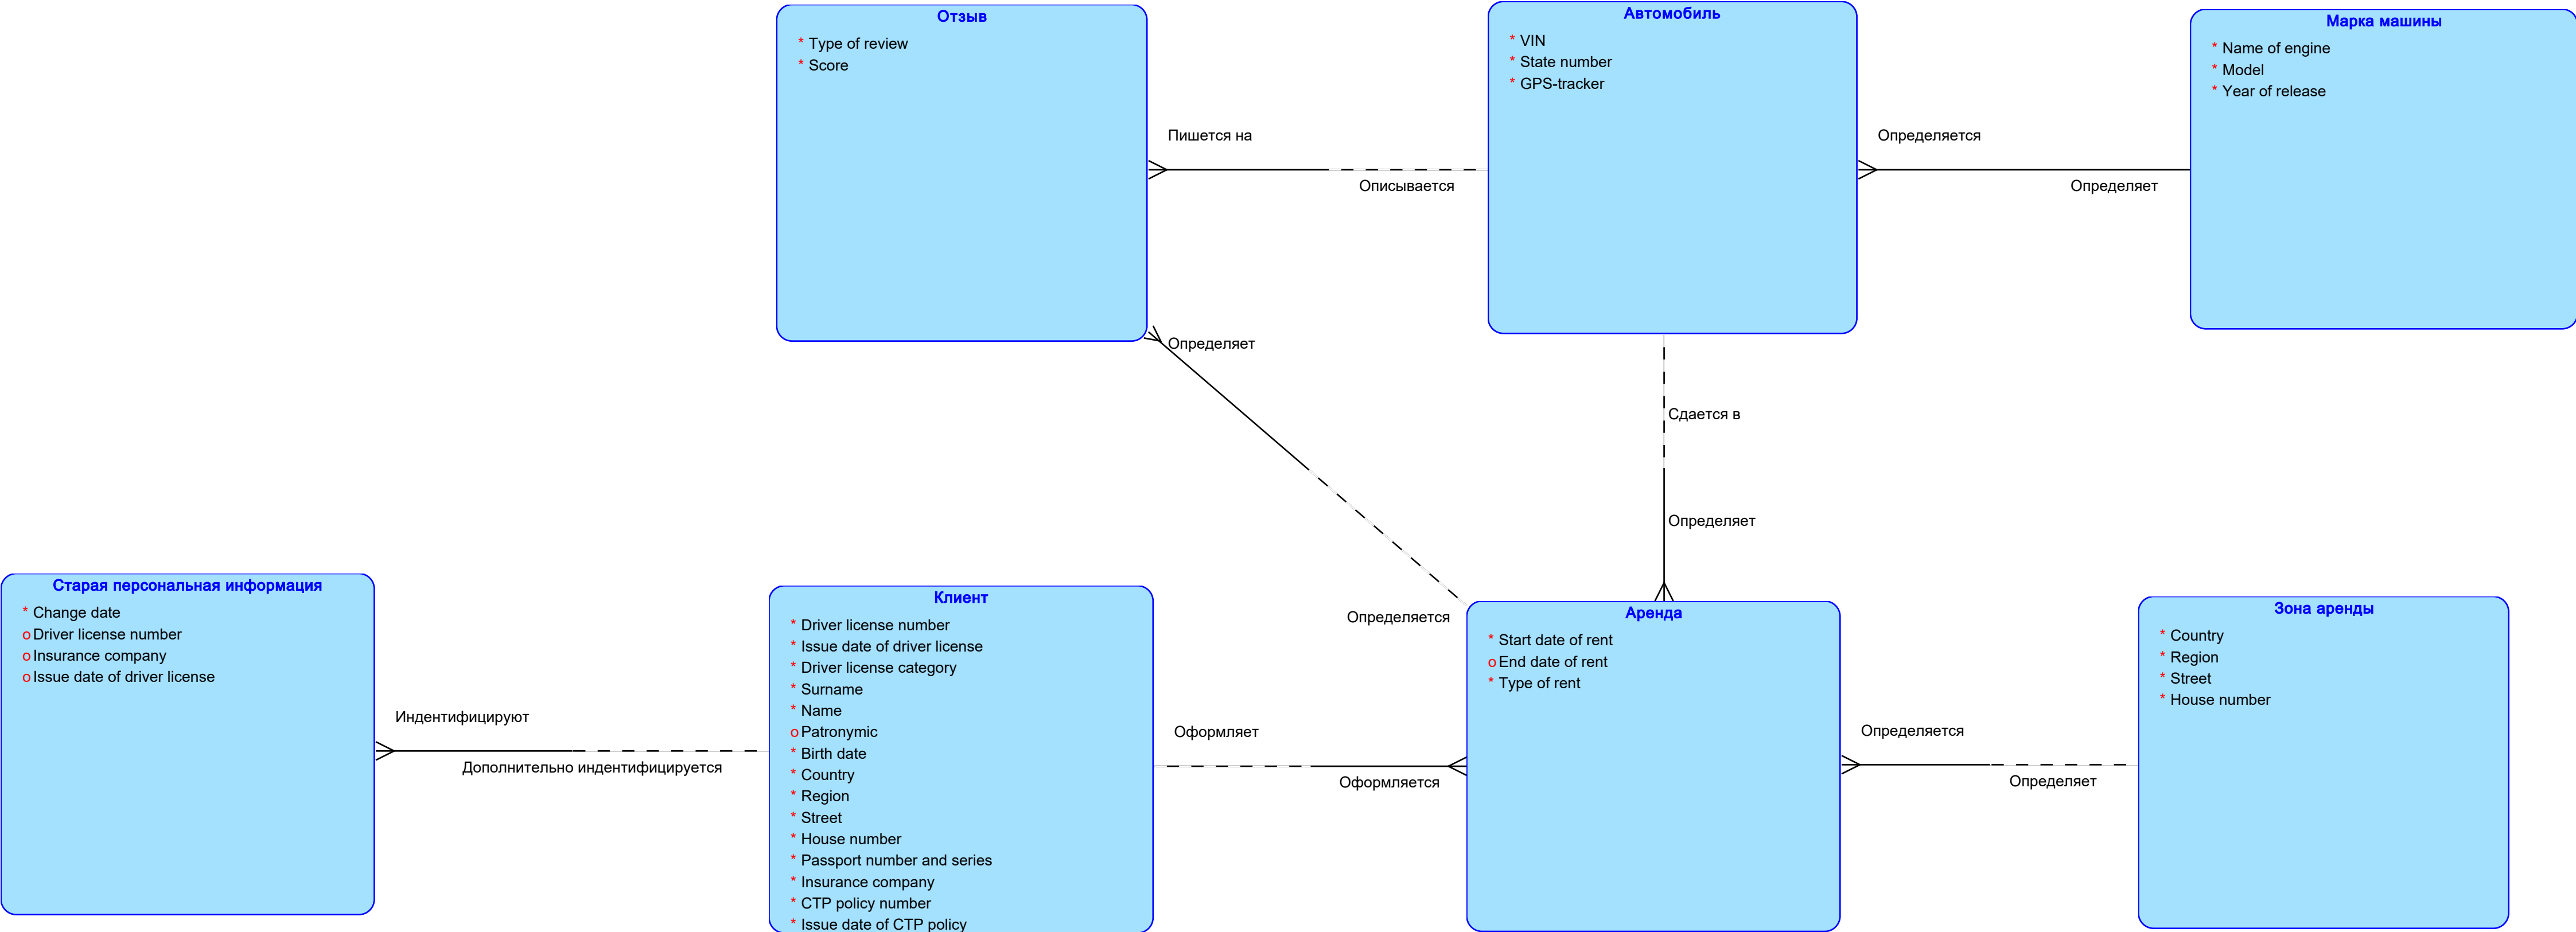 Отзыв
* Type of review
* Score
Автомобиль
* VIN
* State number
* GPS-tracker
Марка машины
* Name of engine
* Model
* Year of release
Пишется на
Описывается
Определяется
Определяет
Определяет
Сдается в
Определяет
Определяется
Старая персональная информация
* Change date
o Driver license number
o Insurance company
o Issue date of driver license
Индентифицируют
Дополнительно индентифицируется
Клиент
* Driver license number
* Issue date of driver license
* Driver license category
* Surname
* Name
o Patronymic
* Birth date
* Country
* Region
* Street
* House number
* Passport number and series
* Insurance company
* CTP policy number
* Issue date of CTP policy
Оформляет
Оформляется
Аренда
* Start date of rent
o End date of rent
* Type of rent
Определяется
Определяет
Зона аренды
* Country
* Region
* Street
* House number